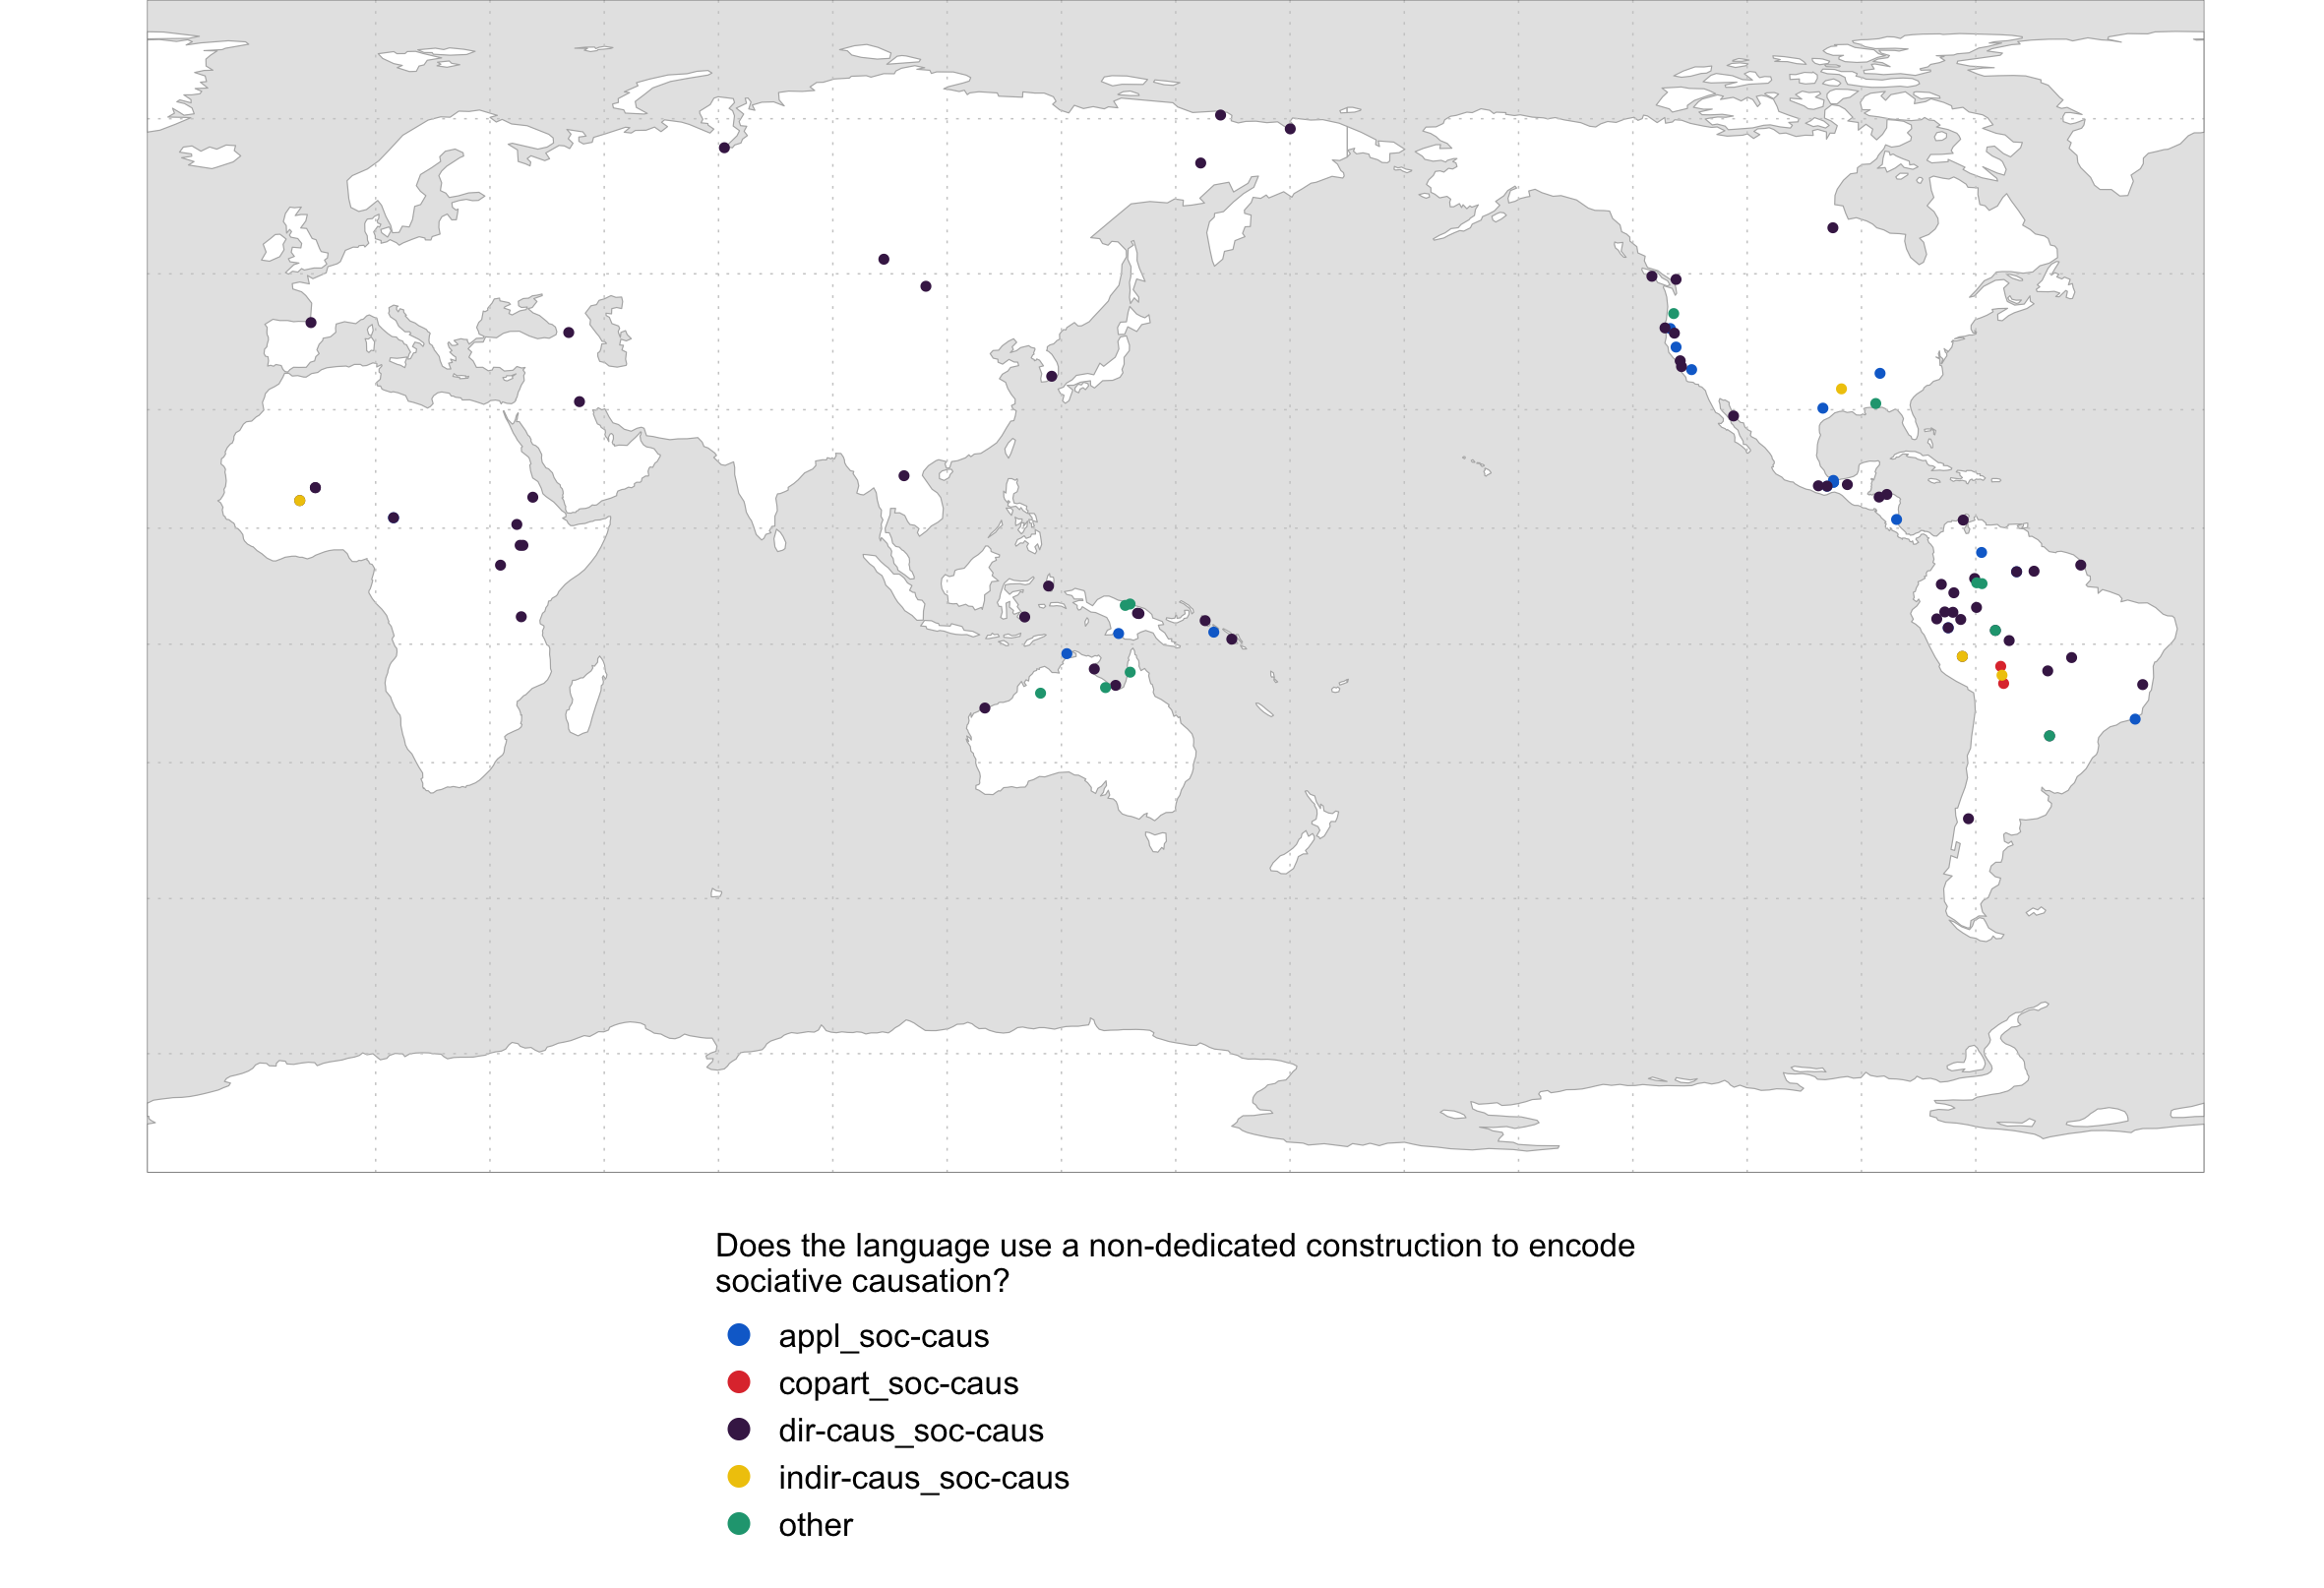 Does the language use a non-dedicated construction to encode
sociative causation?
appl_soc-caus
copart_soc-caus
dir-caus_soc-caus
indir-caus_soc-caus
other